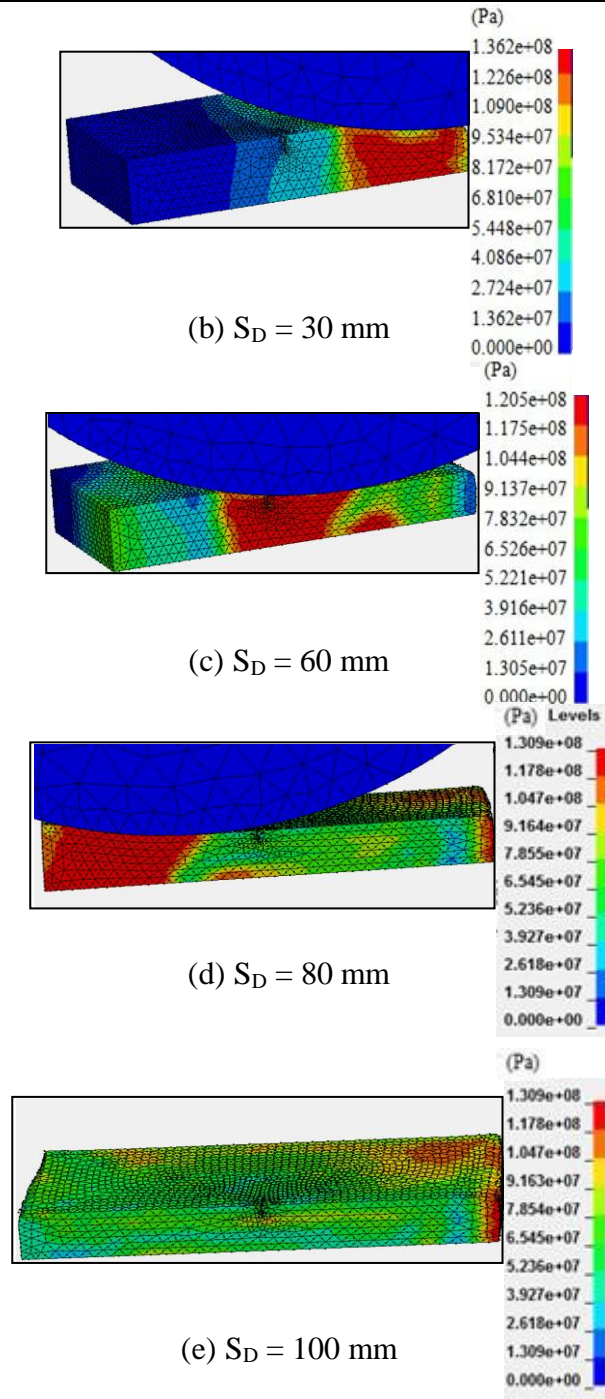 (Pa)
1.362e+08
1.226e+08
1.090e+08
9.534e+07
8.172e+07
6.810e+07
5.448e+07
4.086e+07
2.724e+07
1.362e+07
0.000e+00
(b) S_D = 30 mm
(Pa)
1.205e+08
1.175e+08
1.044e+08
9.137e+07
7.832e+07
6.526e+07
5.221e+07
3.916e+07
2.611e+07
1.305e+07
0.000e+00
(c) S_D = 60 mm
(Pa) Levels
1.309e+08
1.178e+08
1.047e+08
9.164e+07
7.855e+07
6.545e+07
5.236e+07
3.927e+07
2.618e+07
1.309e+07
0.000e+00
(d) S_D = 80 mm
(Pa)
1.309e+08
1.178e+08
1.047e+08
9.163e+07
7.854e+07
6.545e+07
5.236e+07
3.927e+07
2.618e+07
1.309e+07
0.000e+00
(e) S_D = 100 mm